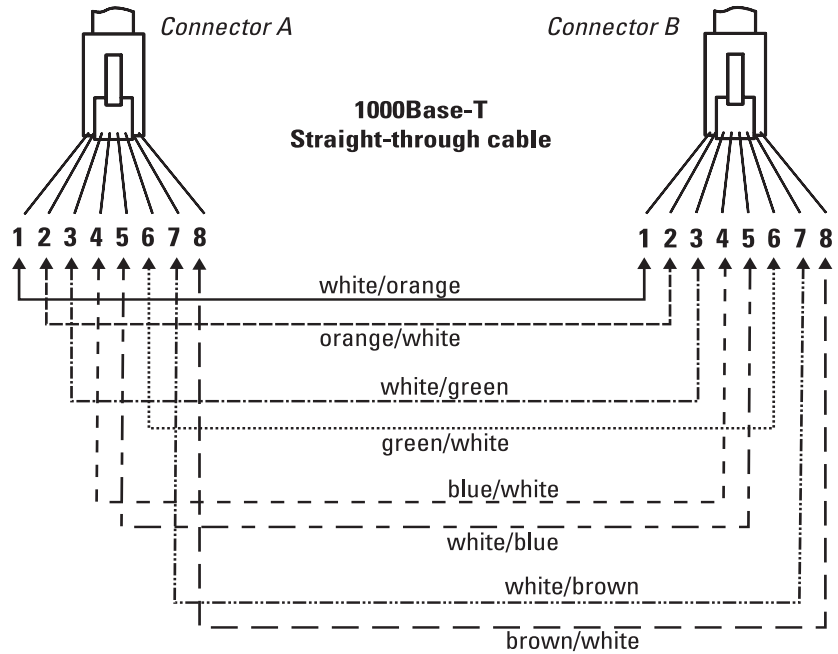 Connector A
Connector B
1000Base-T
Straight-through cable
1 2 3 4 5 6 7 8
1 2 3 4 5 6 7 8
white/orange
orange/white
white/green
green/white
blue/white
white/blue
white/brown
brown/white